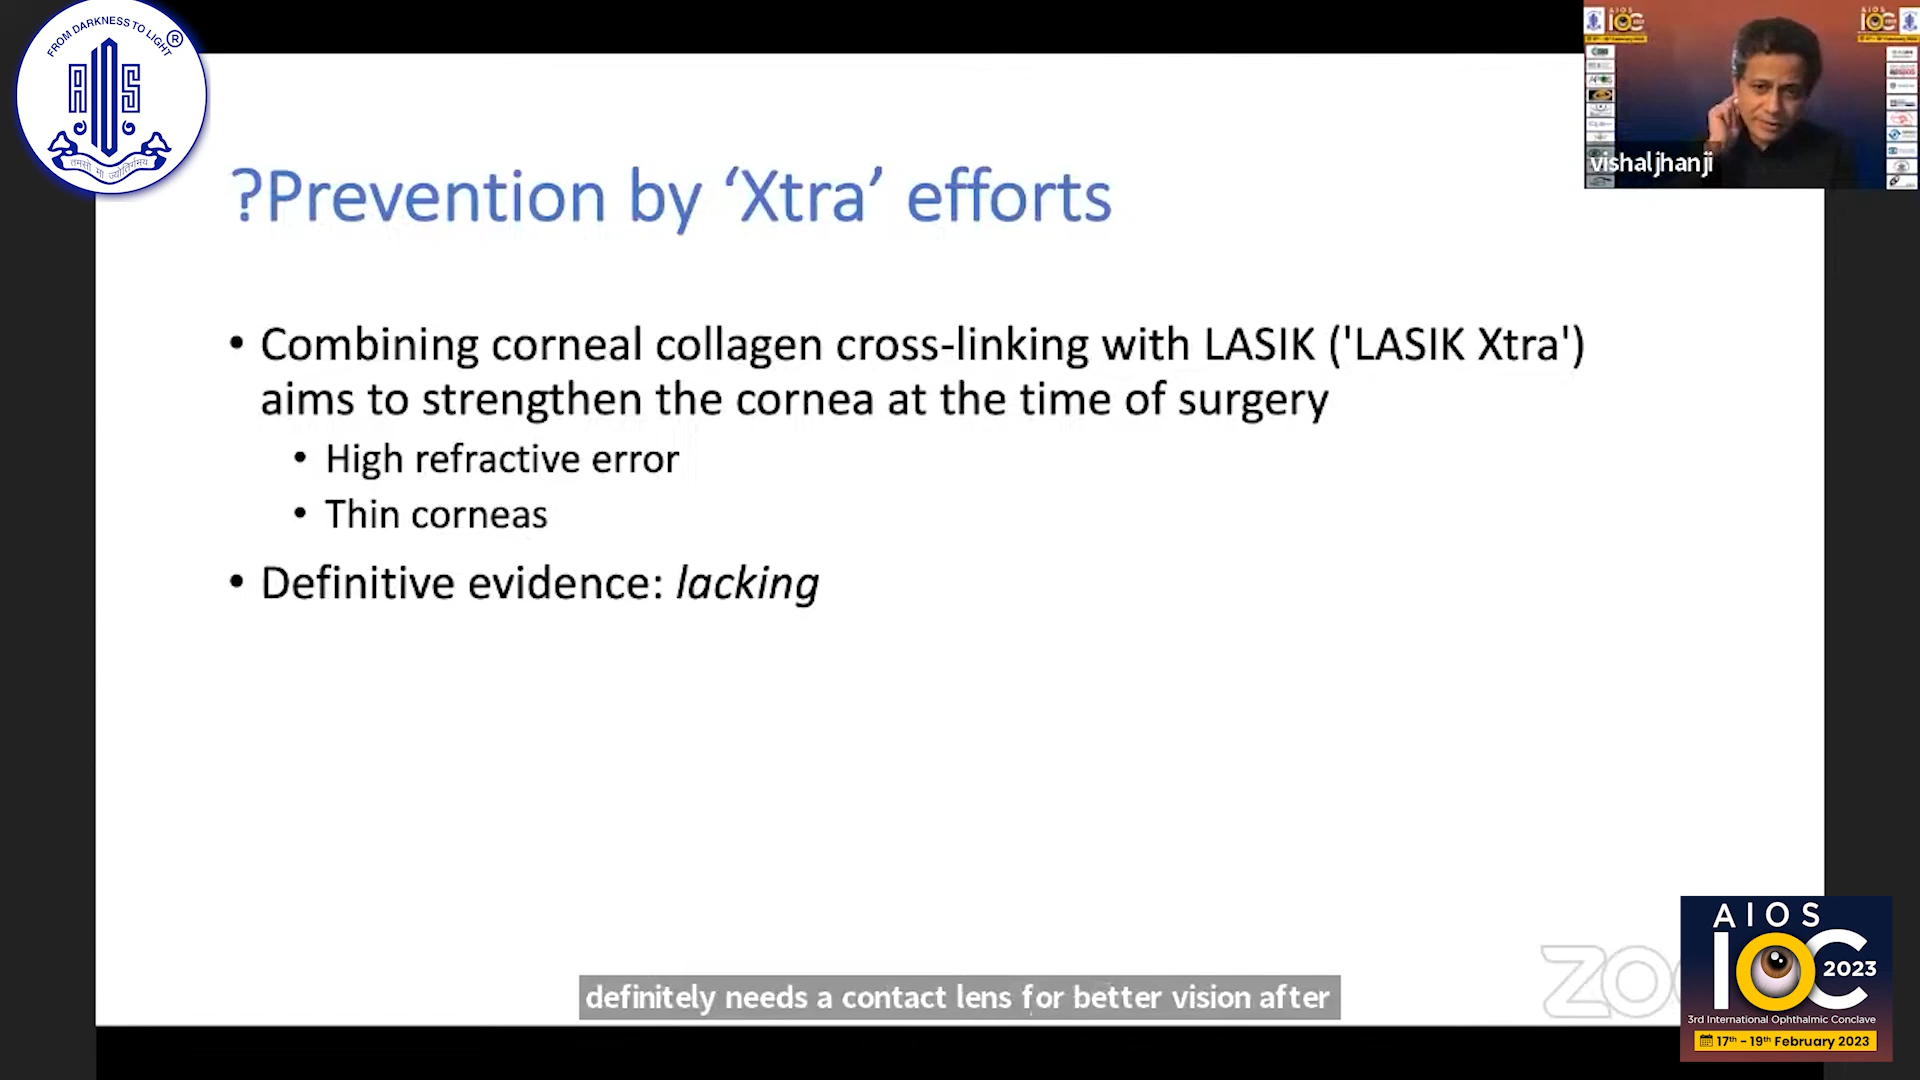 FROM DARKNESS TO LIGHT
®
AIOS
तमसो मा ज्योतिर्गमय
vishaljhanji
?Prevention by ‘Xtra’ efforts
• Combining corneal collagen cross-linking with LASIK ('LASIK Xtra')
aims to strengthen the cornea at the time of surgery
• High refractive error
• Thin corneas
• Definitive evidence: lacking
definitely needs a contact lens for better vision after
AIOS
IOC
2023
3rd International Ophthalmic Conclave
17th - 19th February 2023